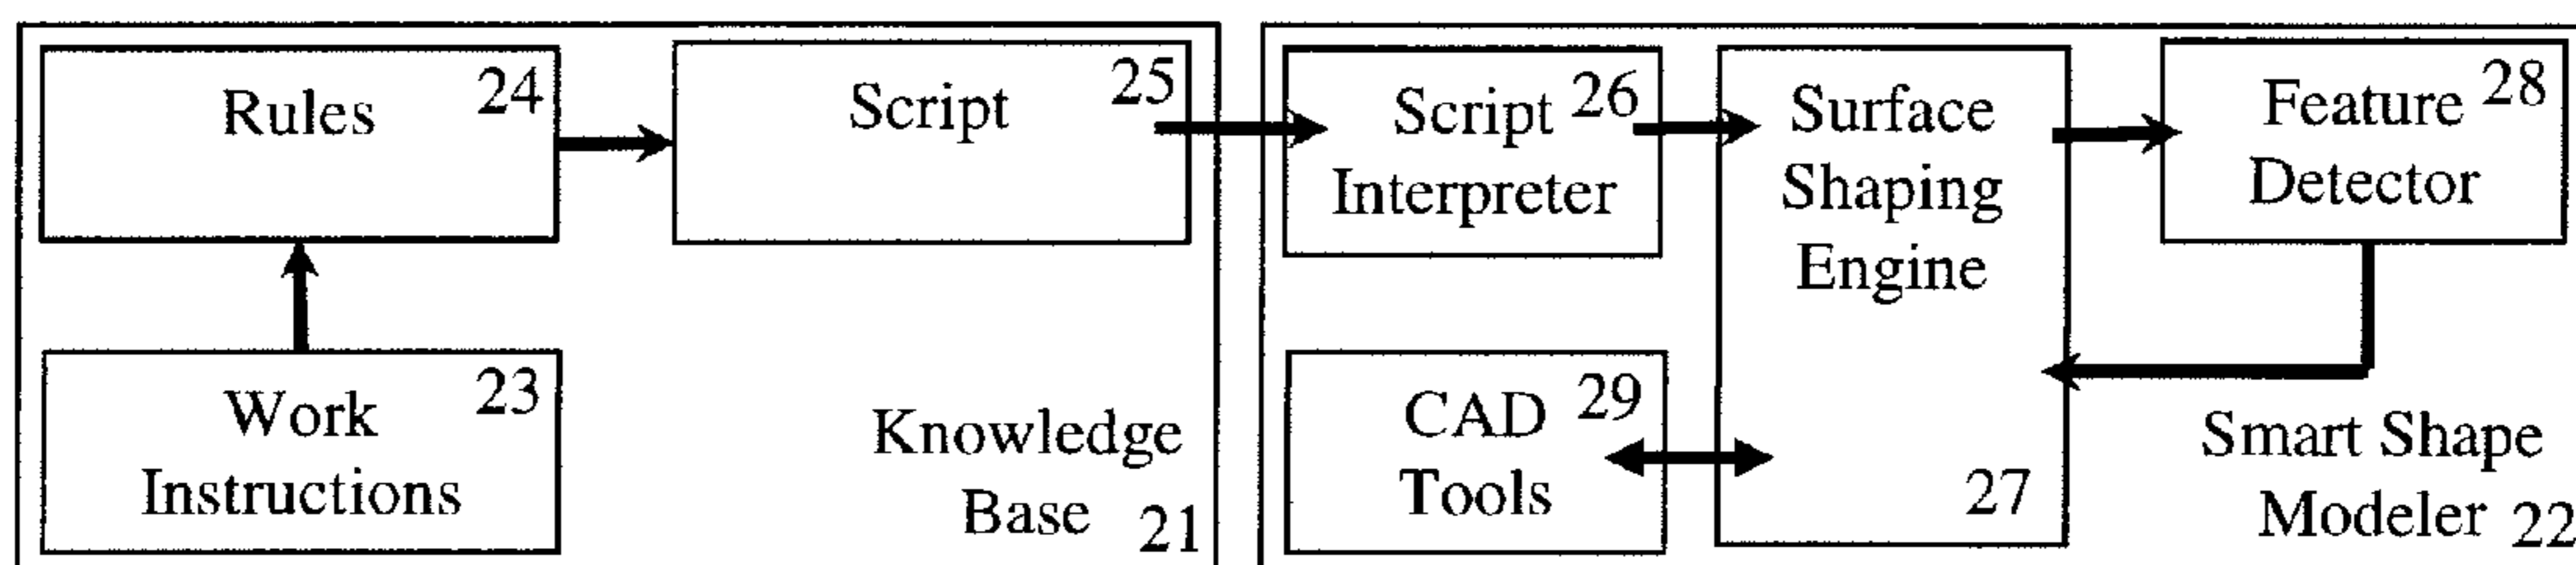 Rules 24
Script 25
Work 23
Instructions
Knowledge
Base 21
Script 26
Interpreter
Surface
Shaping
Engine
27
Feature 28
Detector
CAD 29
Tools
Smart Shape
Modeler 22